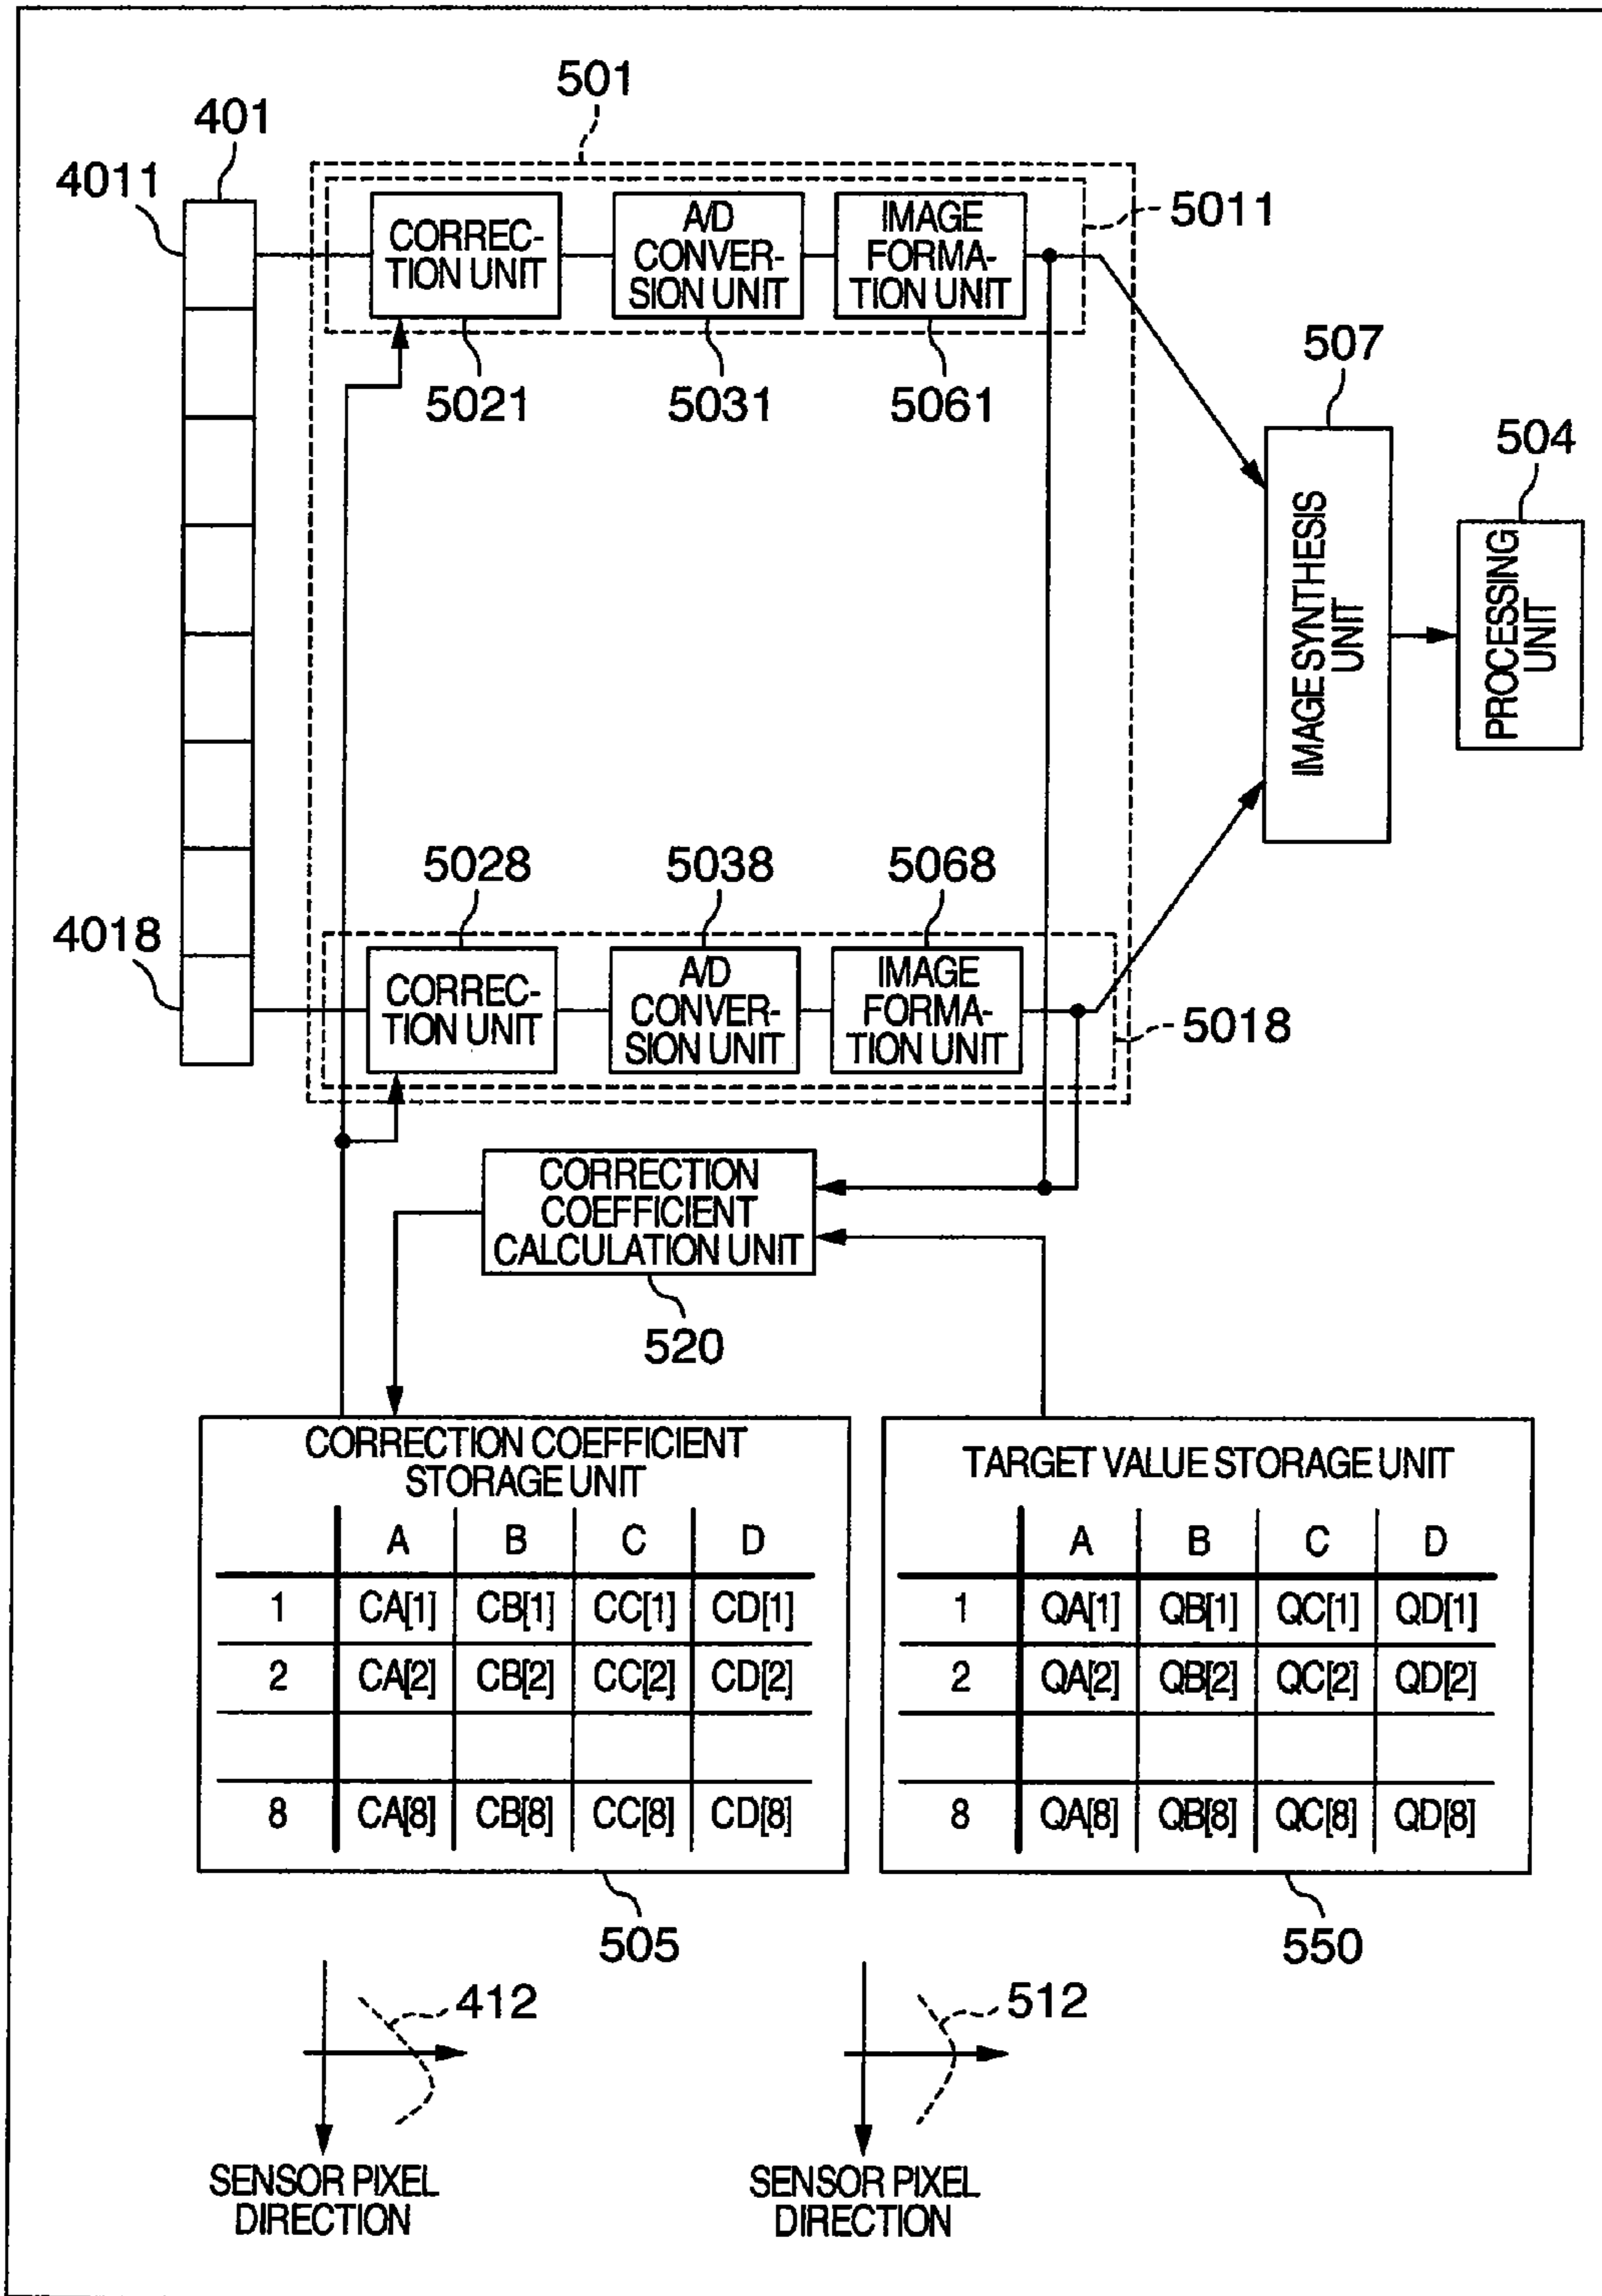 501
401
4011
CORREC-
TION UNIT
A/D
CONVER-
SION UNIT
IMAGE
FORMA-
TION UNIT
5011
5021
5031
5061
507
504
IMAGE SYNTHESIS
UNIT
PROCESSING
UNIT
5028
5038
5068
4018
CORREC-
TION UNIT
A/D
CONVER-
SION UNIT
IMAGE
FORMA-
TION UNIT
5018
CORRECTION
COEFFICIENT
CALCULATION UNIT
520
CORRECTION COEFFICIENT
STORAGE UNIT
A B C D
1 CA[1] CB[1] CC[1] CD[1]
2 CA[2] CB[2] CC[2] CD[2]
8 CA[8] CB[8] CC[8] CD[8]
505
TARGET VALUE STORAGE UNIT
A B C D
1 QA[1] QB[1] QC[1] QD[1]
2 QA[2] QB[2] QC[2] QD[2]
8 QA[8] QB[8] QC[8] QD[8]
550
412
SENSOR PIXEL
DIRECTION
512
SENSOR PIXEL
DIRECTION